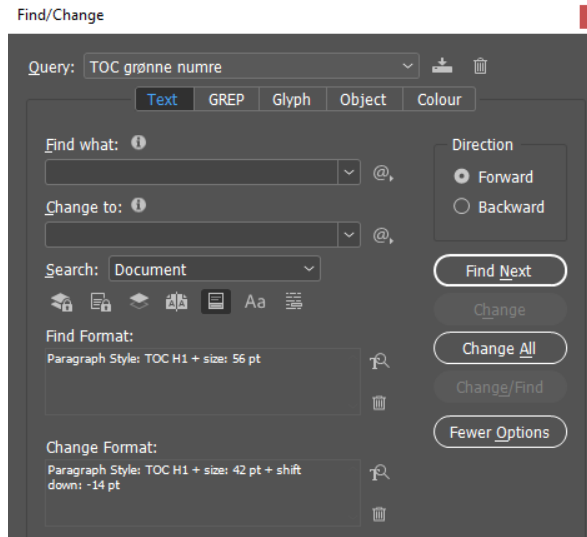 Find/Change
Query: TOC grønne numre
Text GREP Glyph Object Colour
Find what:
Direction
@
Forward
Change to:
Backward
@
Search: Document
Find Next
Aa
Change
Find Format:
Paragraph Style: TOC H1 + size: 56 pt
Change All
Change/Find
Fewer Options
Change Format:
Paragraph Style: TOC H1 + size: 42 pt + shift
down: -14 pt